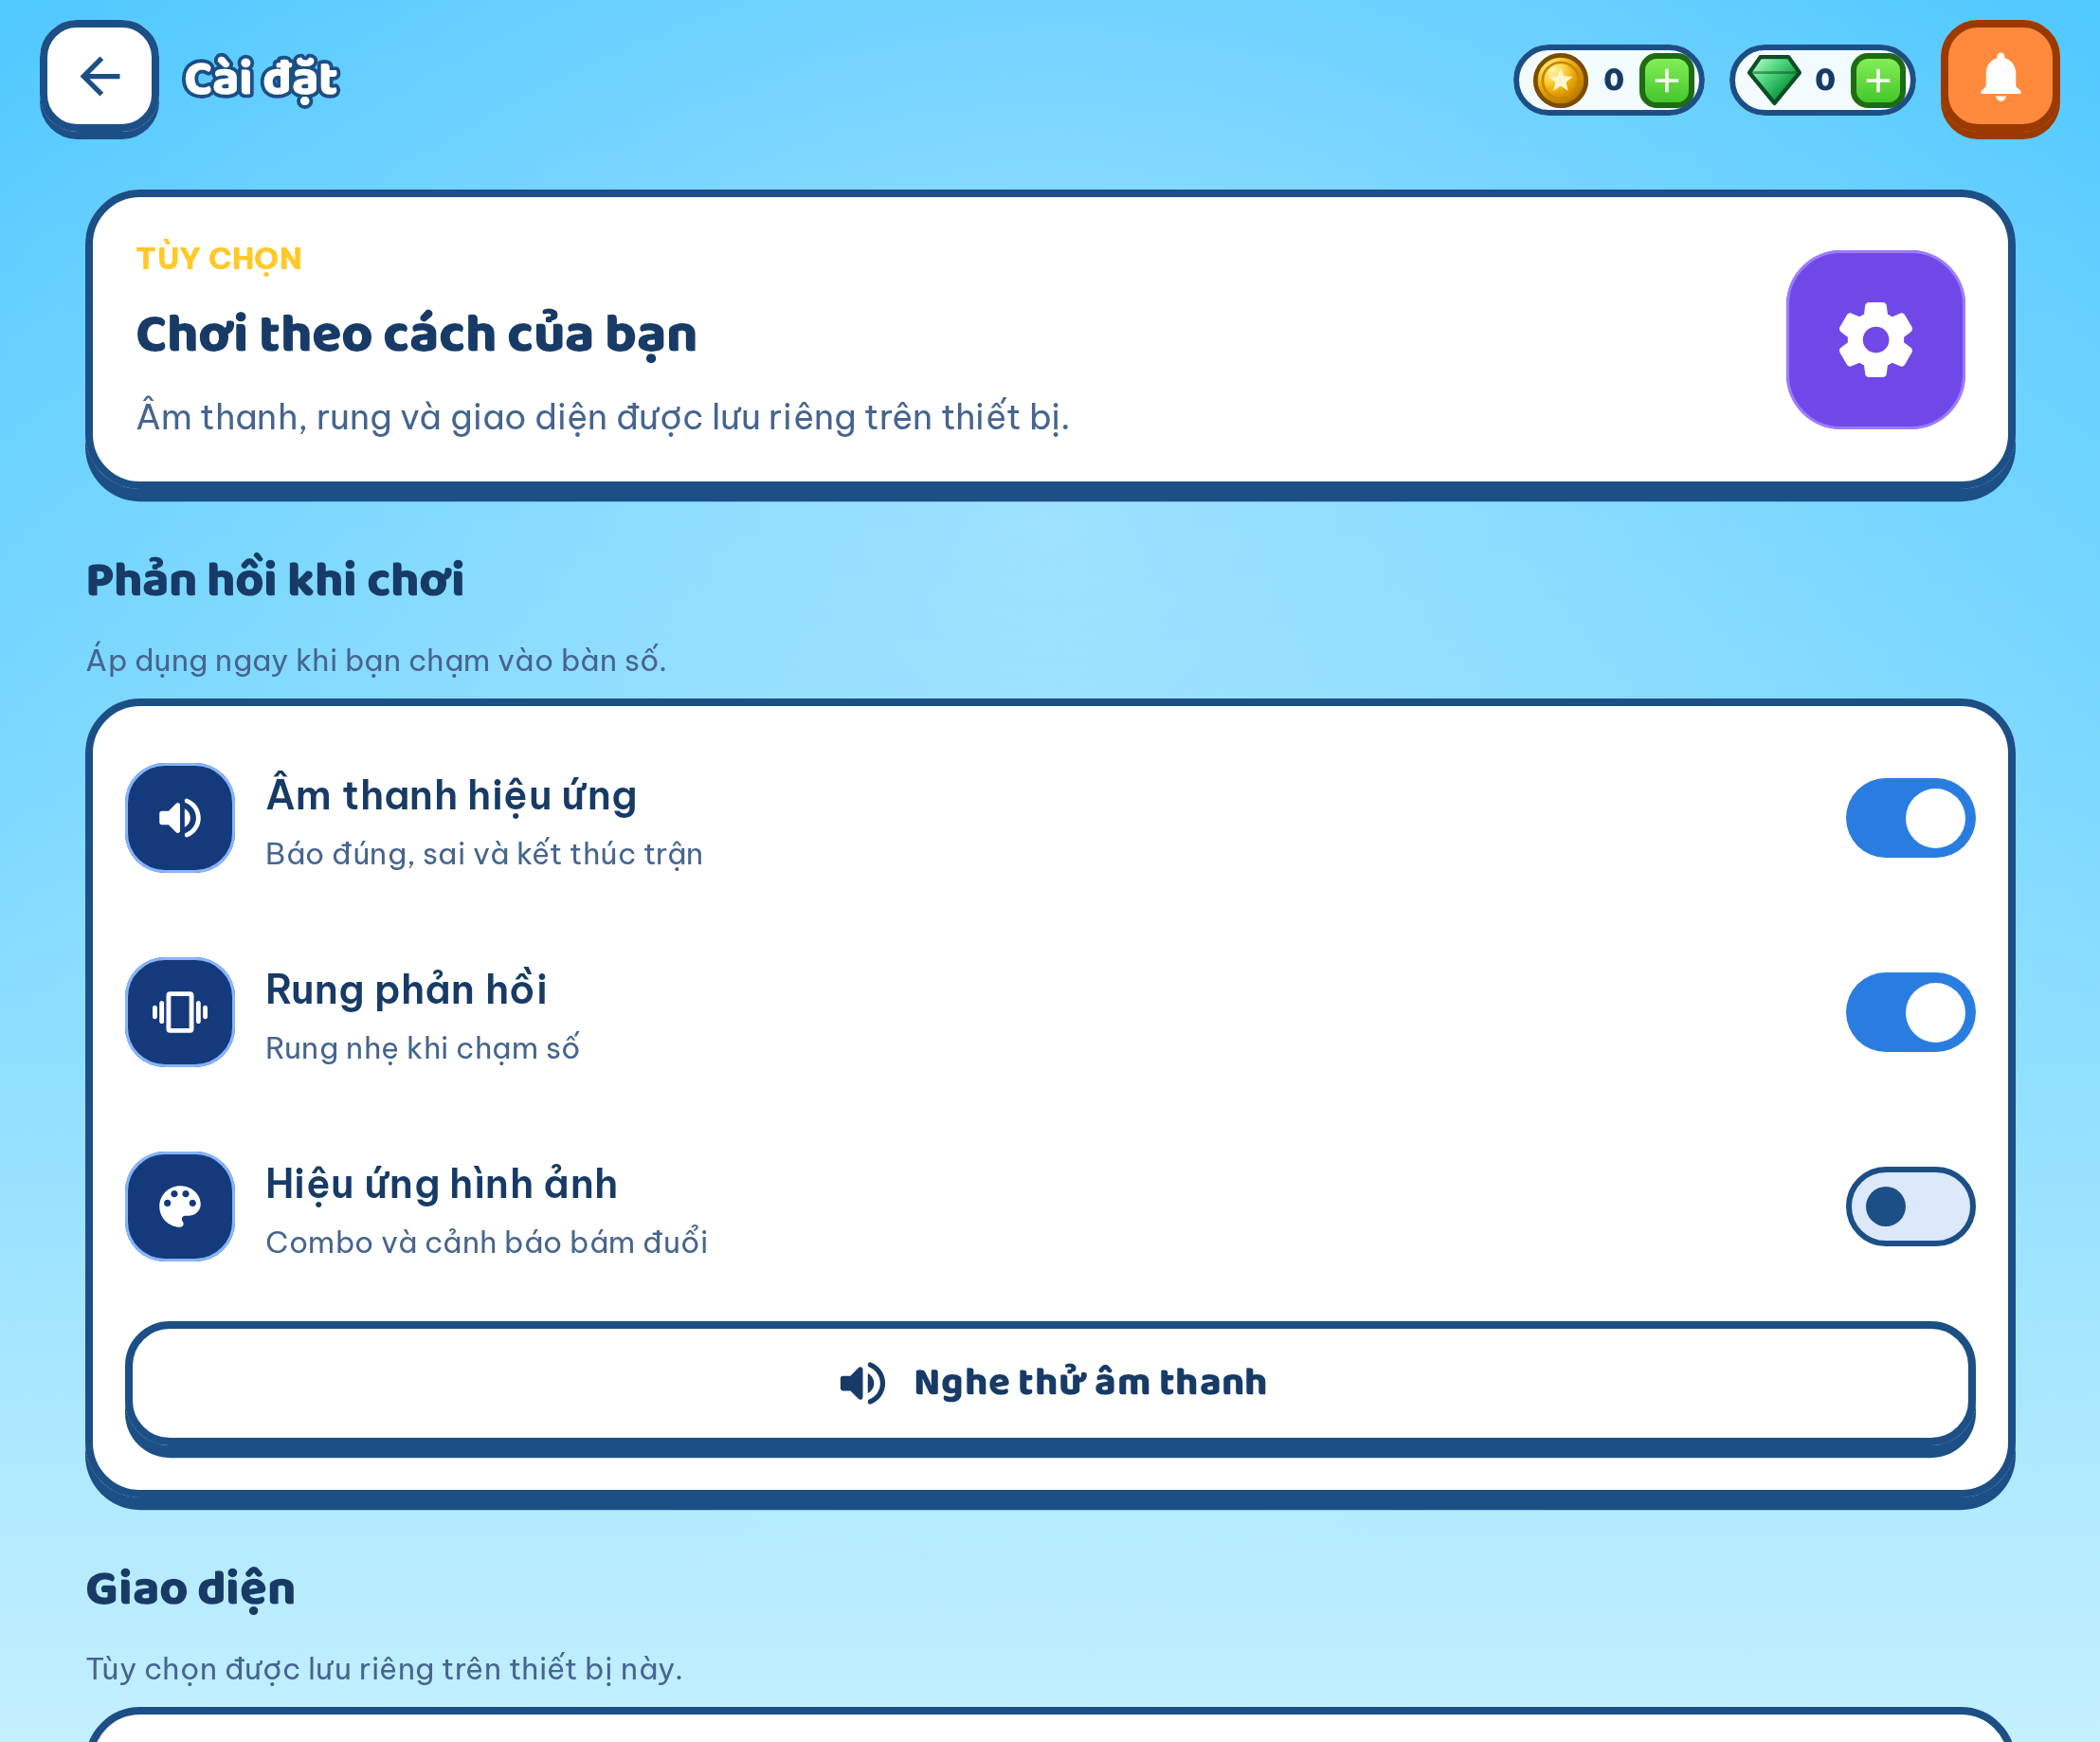 Cài đặt
0
0
TÙY CHỌN
Chơi theo cách của bạn
Âm thanh, rung và giao diện được lưu riêng trên thiết bị.
Phản hồi khi chơi
Áp dụng ngay khi bạn chạm vào bàn số.
Âm thanh hiệu ứng
Báo đúng, sai và kết thúc trận
Rung phản hồi
Rung nhẹ khi chạm số
Hiệu ứng hình ảnh
Combo và cảnh báo bám đuổi
Nghe thử âm thanh
Giao diện
Tùy chọn được lưu riêng trên thiết bị này.